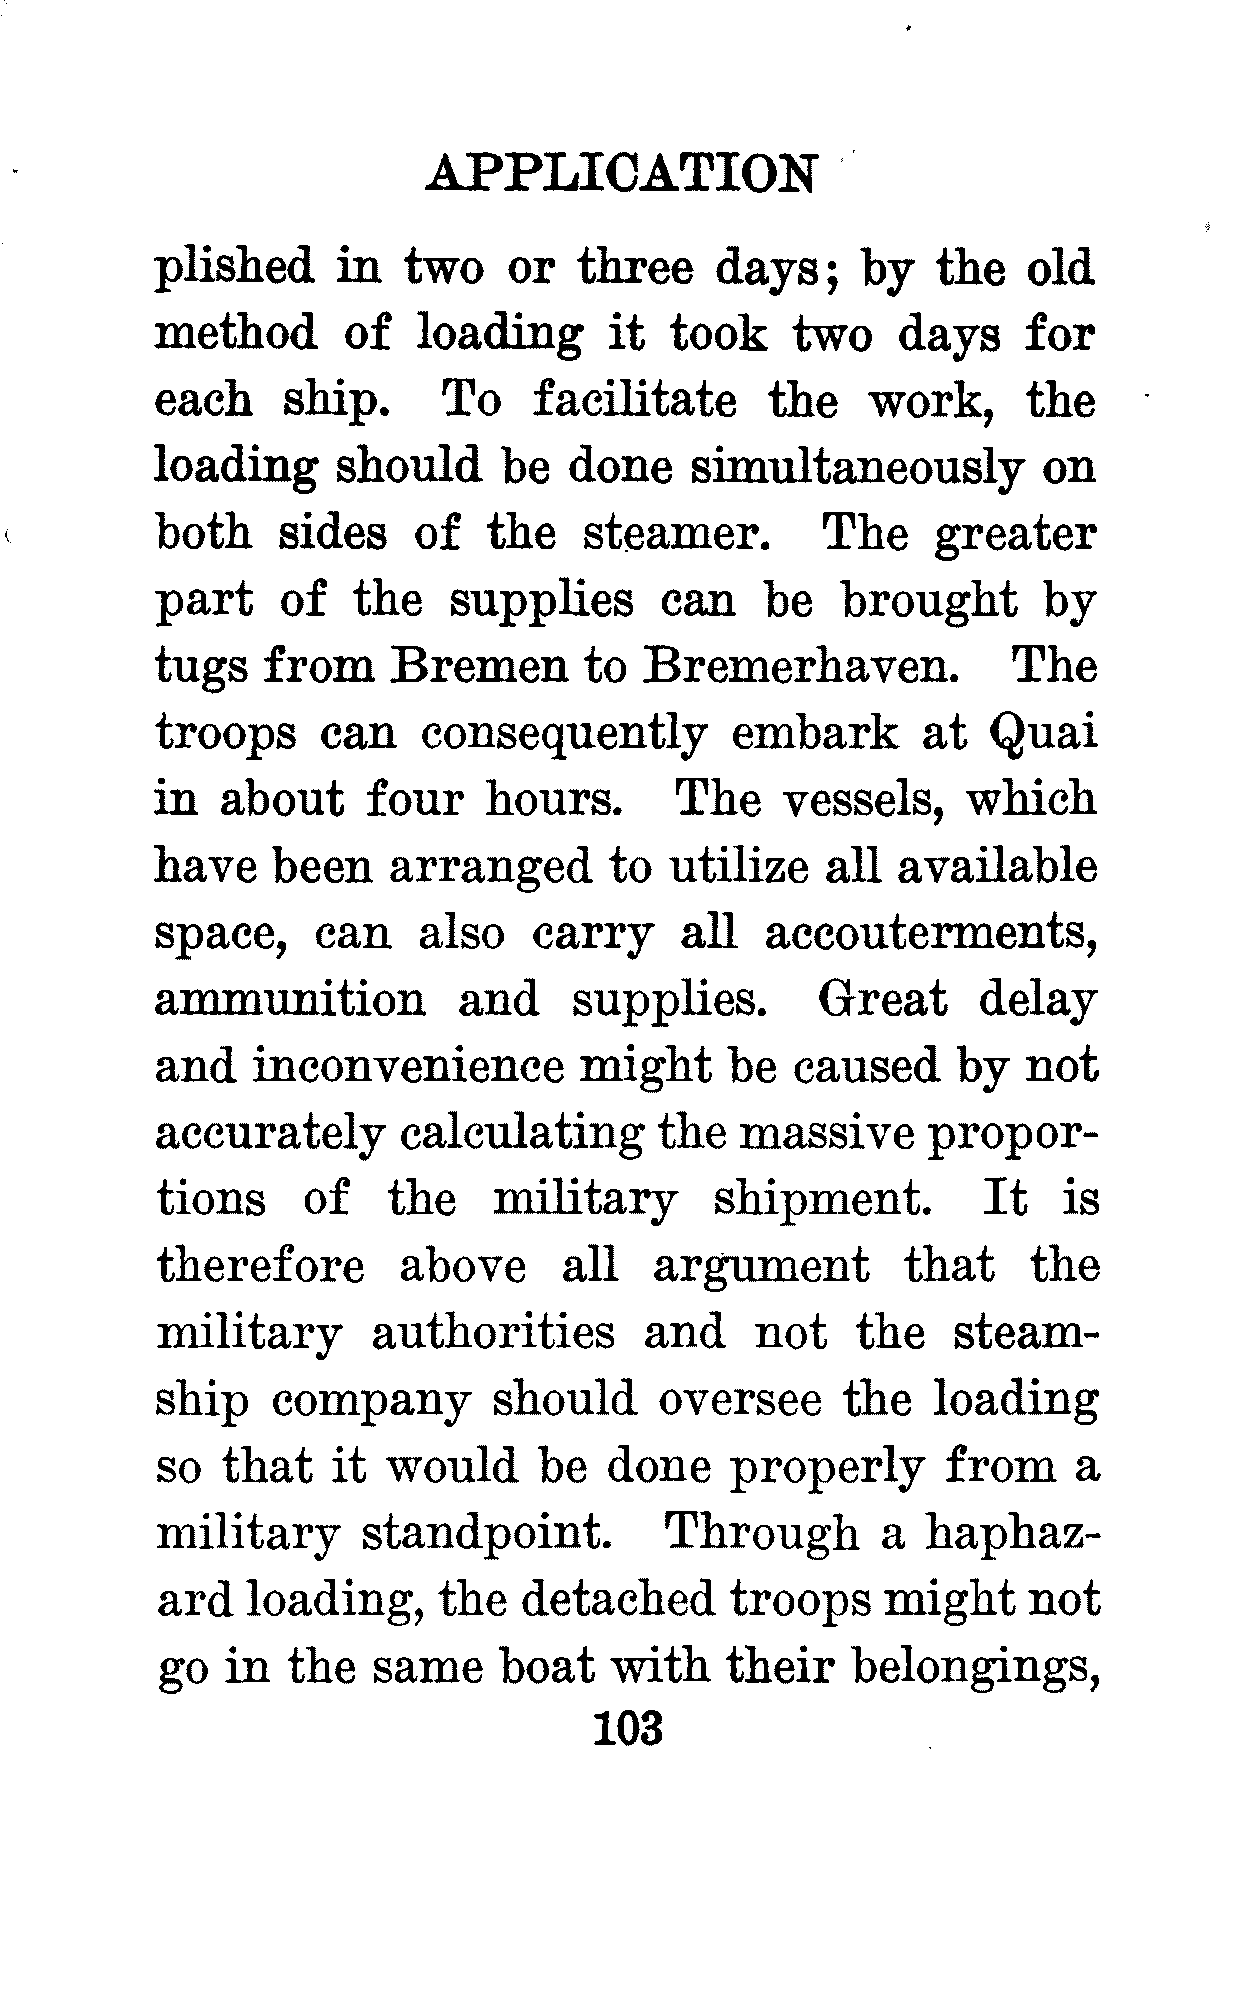 APPLICATION
plished in two or three days; by the old
method of loading it took two days for
each ship. To facilitate the work, the
loading should be done simultaneously on
both sides of the steamer. The greater
part of the supplies can be brought by
tugs from Bremen to Bremerhaven. The
troops can consequently embark at Quai
in about four hours. The vessels, which
have been arranged to utilize all available
space, can also carry all accouterments,
ammunition and supplies. Great delay
and inconvenience might be caused by not
accurately calculating the massive propor-
tions of the military shipment. It is
therefore above all argument that the
military authorities and not the steam-
ship company should oversee the loading
so that it would be done properly from a
military standpoint. Through a haphaz-
ard loading, the detached troops might not
go in the same boat with their belongings,
103